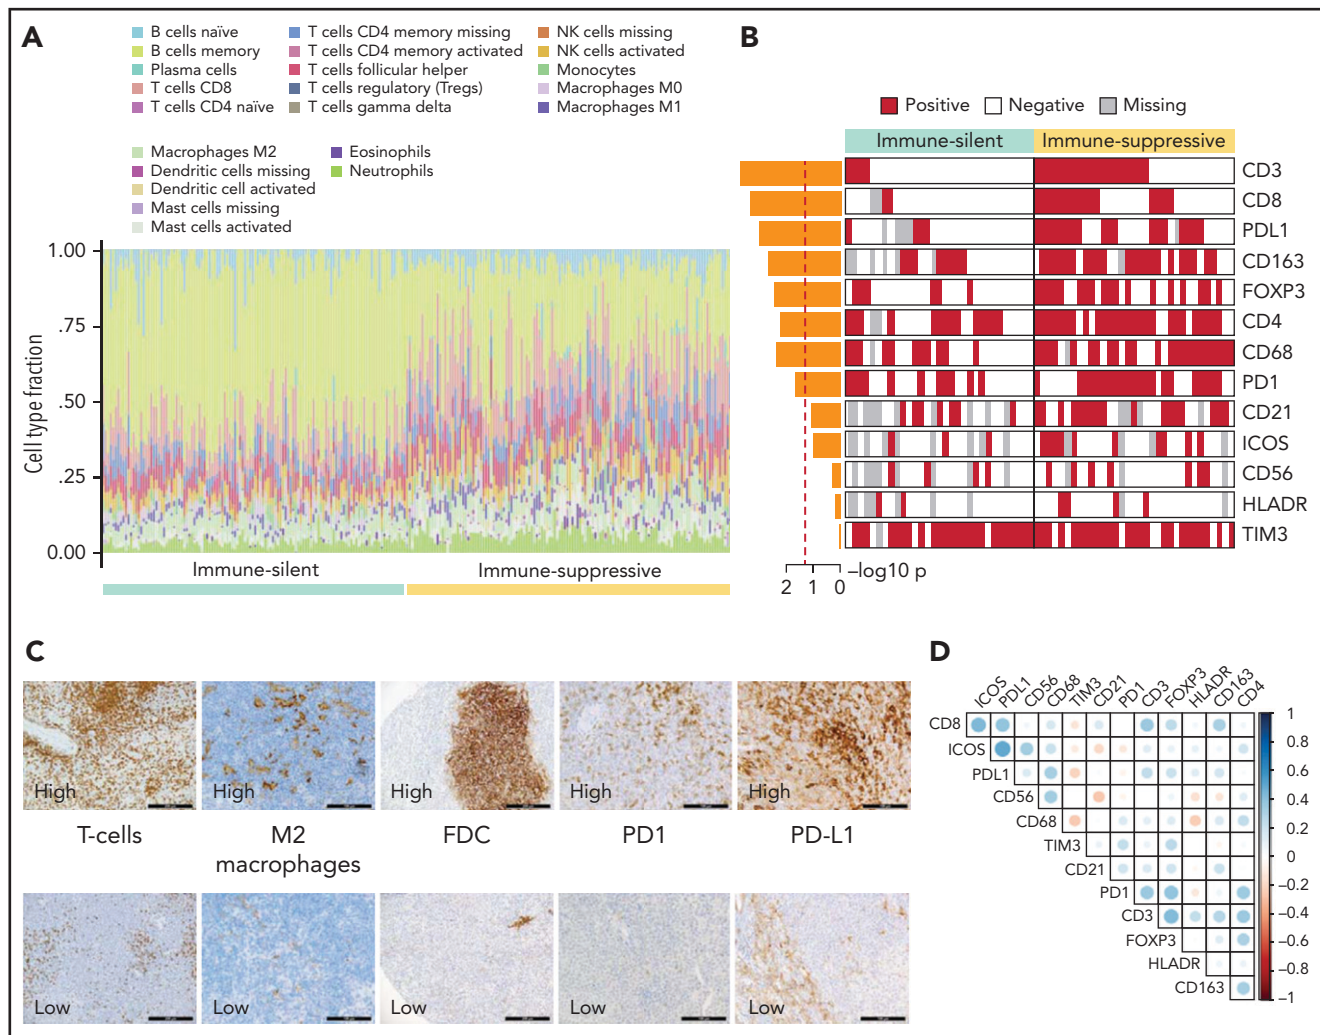 A
B cells naïve
B cells memory
Plasma cells
T cells CD8
T cells CD4 naïve
T cells CD4 memory missing
T cells CD4 memory activated
T cells follicular helper
T cells regulatory (Tregs)
T cells gamma delta
NK cells missing
NK cells activated
Monocytes
Macrophages M0
Macrophages M1
Macrophages M2
Dendritic cells missing
Dendritic cell activated
Mast cells missing
Mast cells activated
Eosinophils
Neutrophils
Cell type fraction
1.00
.75
.50
.25
0.00
Immune-silent
Immune-suppressive
B
Positive
Negative
Missing
Immune-silent
Immune-suppressive
CD3
CD8
PDL1
CD163
FOXP3
CD4
CD68
PD1
CD21
ICOS
CD56
HLADR
TIM3
2 1 0
–log10 p
C
High
High
High
High
High
T-cells
M2
macrophages
FDC
PD1
PD-L1
Low
Low
Low
Low
Low
D
ICOS
PDL1
CD56
CD68
TIM3
CD21
PD1
CD3
FOXP3
HLADR
CD163
CD4
CD8
ICOS
PDL1
CD56
CD68
TIM3
CD21
PD1
CD3
FOXP3
HLADR
CD163
1
0.8
0.6
0.4
0.2
0
–0.2
–0.4
–0.6
–0.8
–1